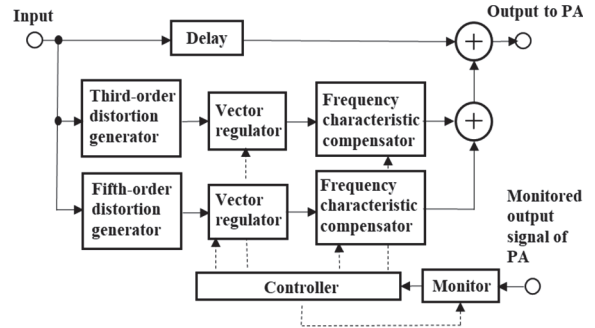 Input
Output to PA
Delay
+
Third-order
distortion
generator
Vector
regulator
Frequency
characteristic
compensator
+
Fifth-order
distortion
generator
Vector
regulator
Frequency
characteristic
compensator
Monitored
output
signal of
PA
Controller
Monitor